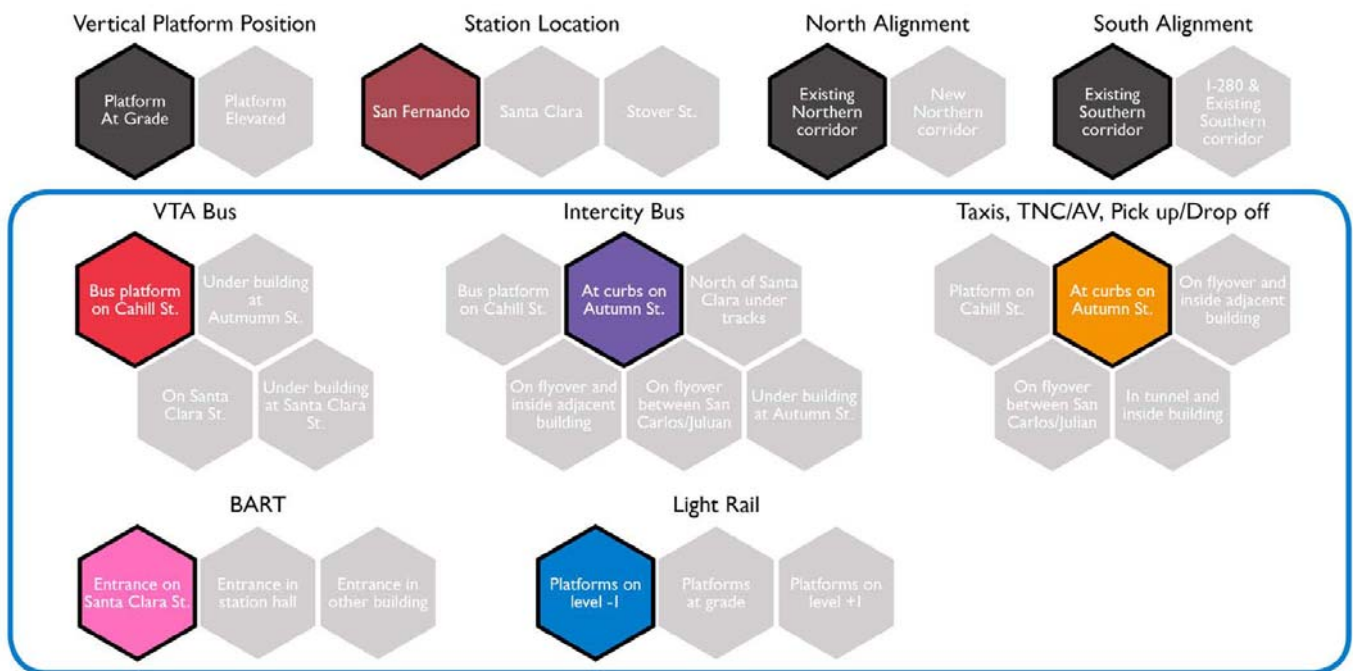 Vertical Platform Position
Station Location
North Alignment
South Alignment
Platform
At Grade
Platform
Elevated
San Fernando
Santa Clara
Stover St.
Existing
Northern
corridor
New
Northern
corridor
Existing
Southern
corridor
I-280 &
Existing
Southern
corridor
VTA Bus
Intercity Bus
Taxis, TNC/AV, Pick up/Drop off
Bus platform
on Cahill St.
Under building
at
Autmumn St.
On Santa
Clara St.
Under building
at Santa Clara
St.
Bus platform
on Cahill St.
At curbs on
Autumn St.
North of Santa
Clara under
tracks
On flyover and
inside adjacent
building
On flyover
between San
Carlos/Juluan
Under building
at Autumn St.
Platform on
Cahill St.
At curbs on
Autumn St.
On flyover and
inside adjacent
building
On flyover
between San
Carlos/Julian
In tunnel and
inside building
BART
Light Rail
Entrance on
Santa Clara St.
Entrance in
station hall
Entrance in
other building
Platforms on
level -1
Platforms
at grade
Platforms on
level +1